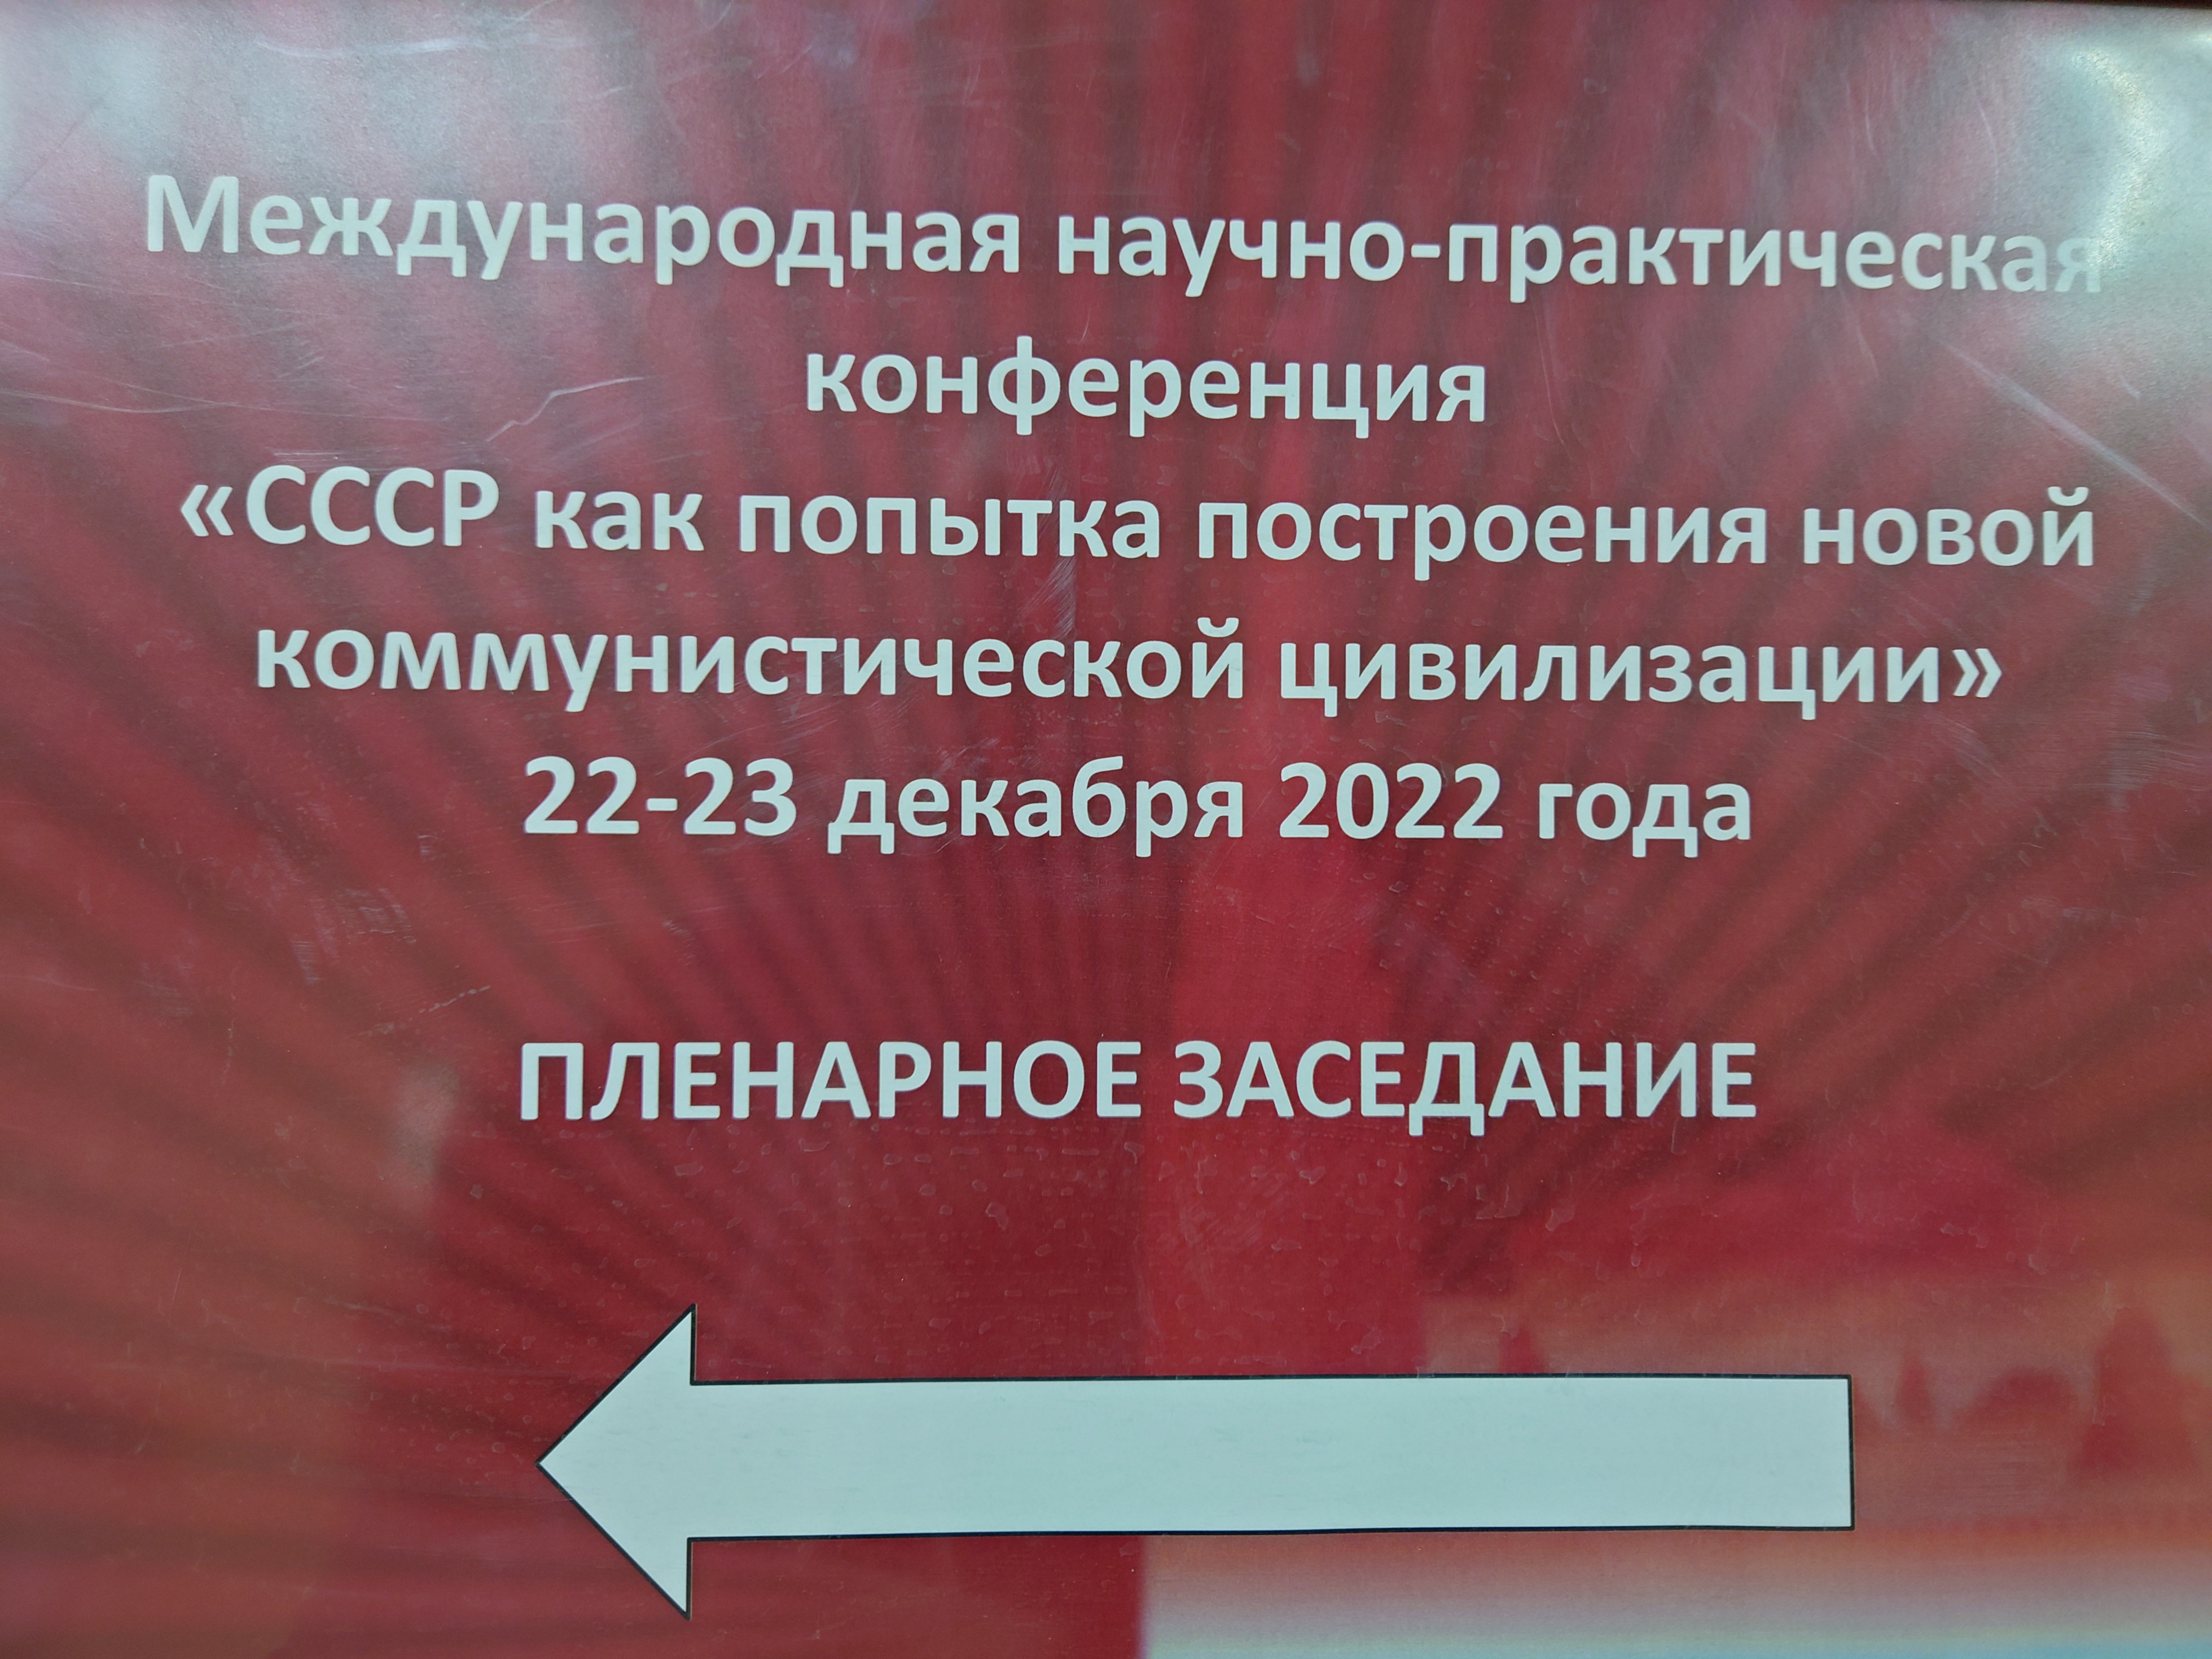 Международная научно-практическая
конференция
«СССР как попытка построения новой
коммунистической цивилизации»
22-23 декабря 2022 года
ПЛЕНАРНОЕ ЗАСЕДАНИЕ